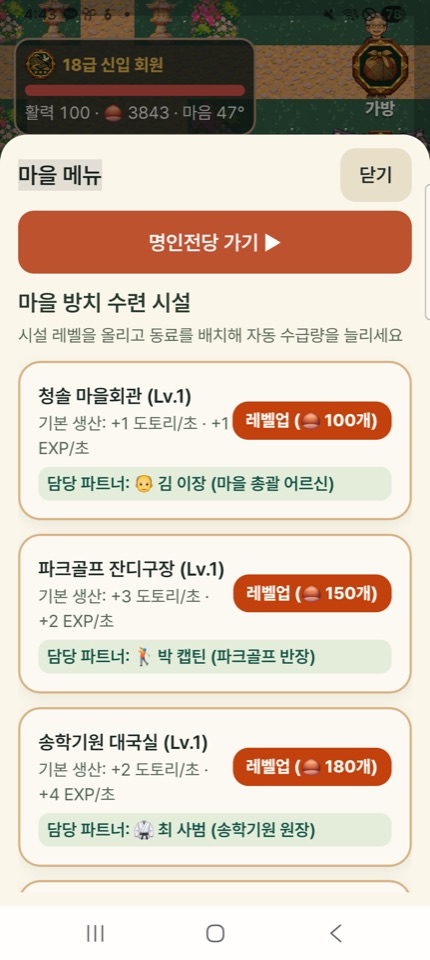 4:43
78
18급 신입 회원
활력 100 · 3843 · 마음 47°
가방
마을 메뉴
닫기
명인전당 가기 ▶
마을 방치 수련 시설
시설 레벨을 올리고 동료를 배치해 자동 수급량을 늘리세요
청솔 마을회관 (Lv.1)
기본 생산: +1 도토리/초 · +1
EXP/초
레벨업 (🌰 100개)
담당 파트너: 👴 김 이장 (마을 총괄 어르신)
파크골프 잔디구장 (Lv.1)
기본 생산: +3 도토리/초 ·
+2 EXP/초
레벨업 (🌰 150개)
담당 파트너: 🏌 박 캡틴 (파크골프 반장)
송학기원 대국실 (Lv.1)
기본 생산: +2 도토리/초 ·
+4 EXP/초
레벨업 (🌰 180개)
담당 파트너: 🥋 최 사범 (송학기원 원장)